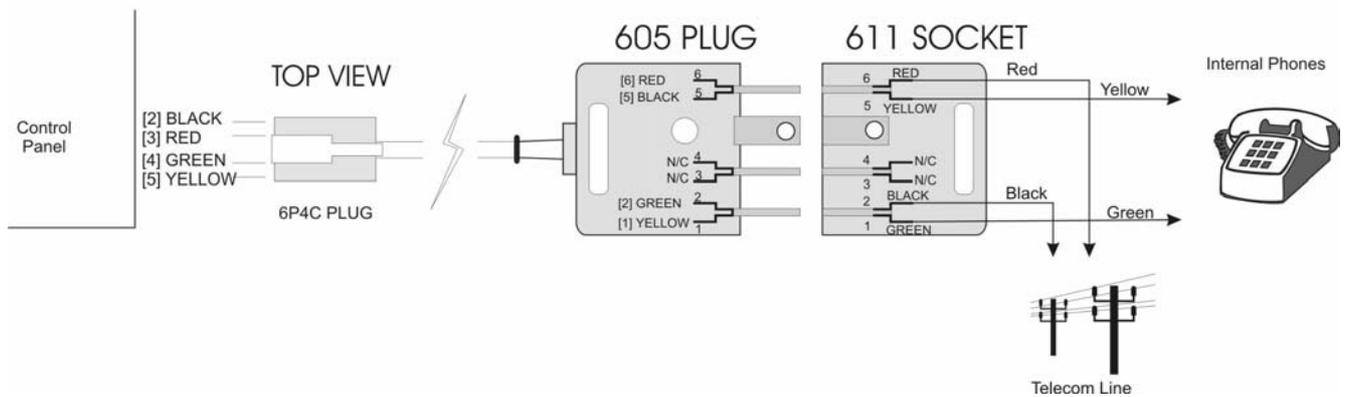 605 PLUG
611 SOCKET
TOP VIEW
Control
Panel
[2] BLACK
[3] RED
[4] GREEN
[5] YELLOW
6P4C PLUG
[6] RED 6
[5] BLACK 5
N/C 4
N/C 3
[2] GREEN 2
[1] YELLOW 1
6 RED
5 YELLOW
4 N/C
3 N/C
2 BLACK
1 GREEN
Red
Yellow
Black
Green
Internal Phones
Telecom Line